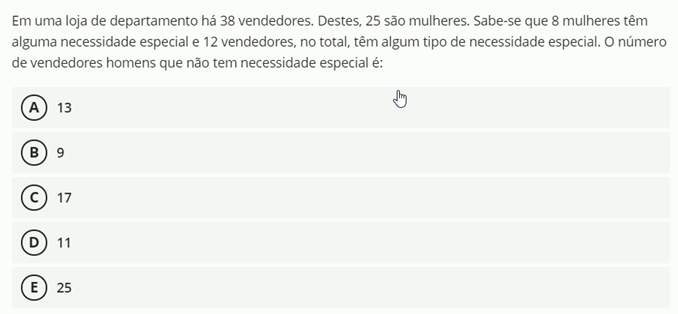 Em uma loja de departamento há 38 vendedores. Destes, 25 são mulheres. Sabe-se que 8 mulheres têm
alguma necessidade especial e 12 vendedores, no total, têm algum tipo de necessidade especial. O número
de vendedores homens que não tem necessidade especial é:
A 13
B 9
C 17
D 11
E 25